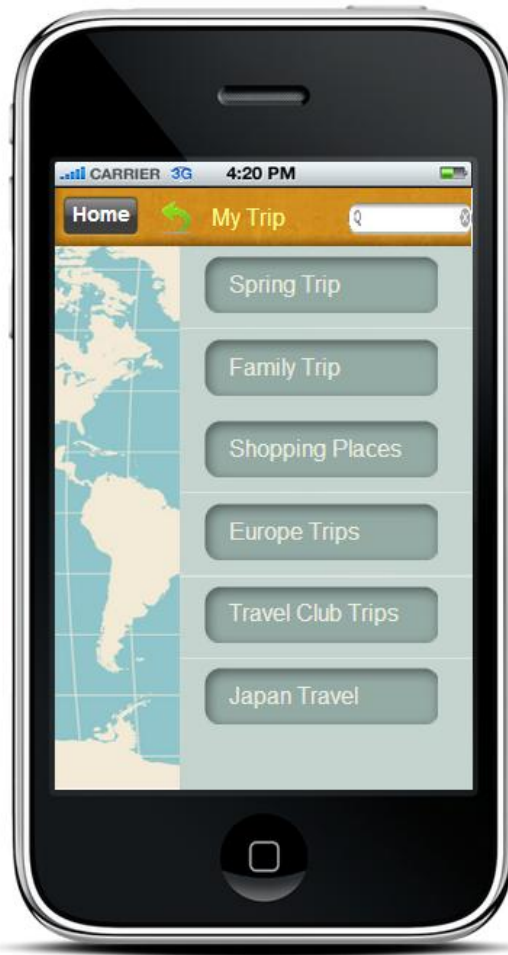 CARRIER 3G 4:20 PM
Home My Trip
Spring Trip
Family Trip
Shopping Places
Europe Trips
Travel Club Trips
Japan Travel